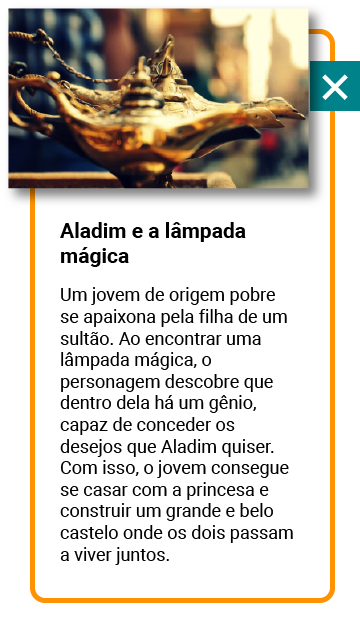 Aladim e a lâmpada
mágica
Um jovem de origem pobre
se apaixona pela filha de um
sultão. Ao encontrar uma
lâmpada mágica, o
personagem descobre que
dentro dela há um gênio,
capaz de conceder os
desejos que Aladim quiser.
Com isso, o jovem consegue
se casar com a princesa e
construir um grande e belo
castelo onde os dois passam
a viver juntos.